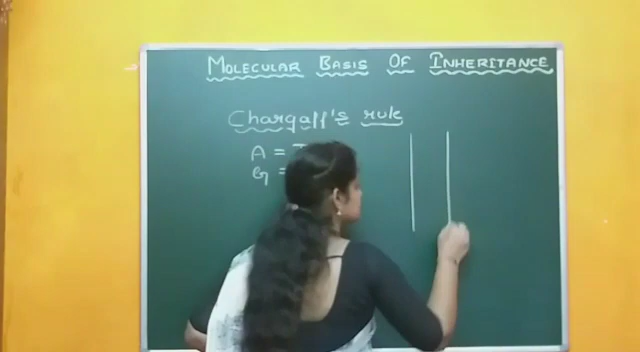 MOLECULAR BASIS OF INHERITANCE
Chargaff's rule
A = T
G =